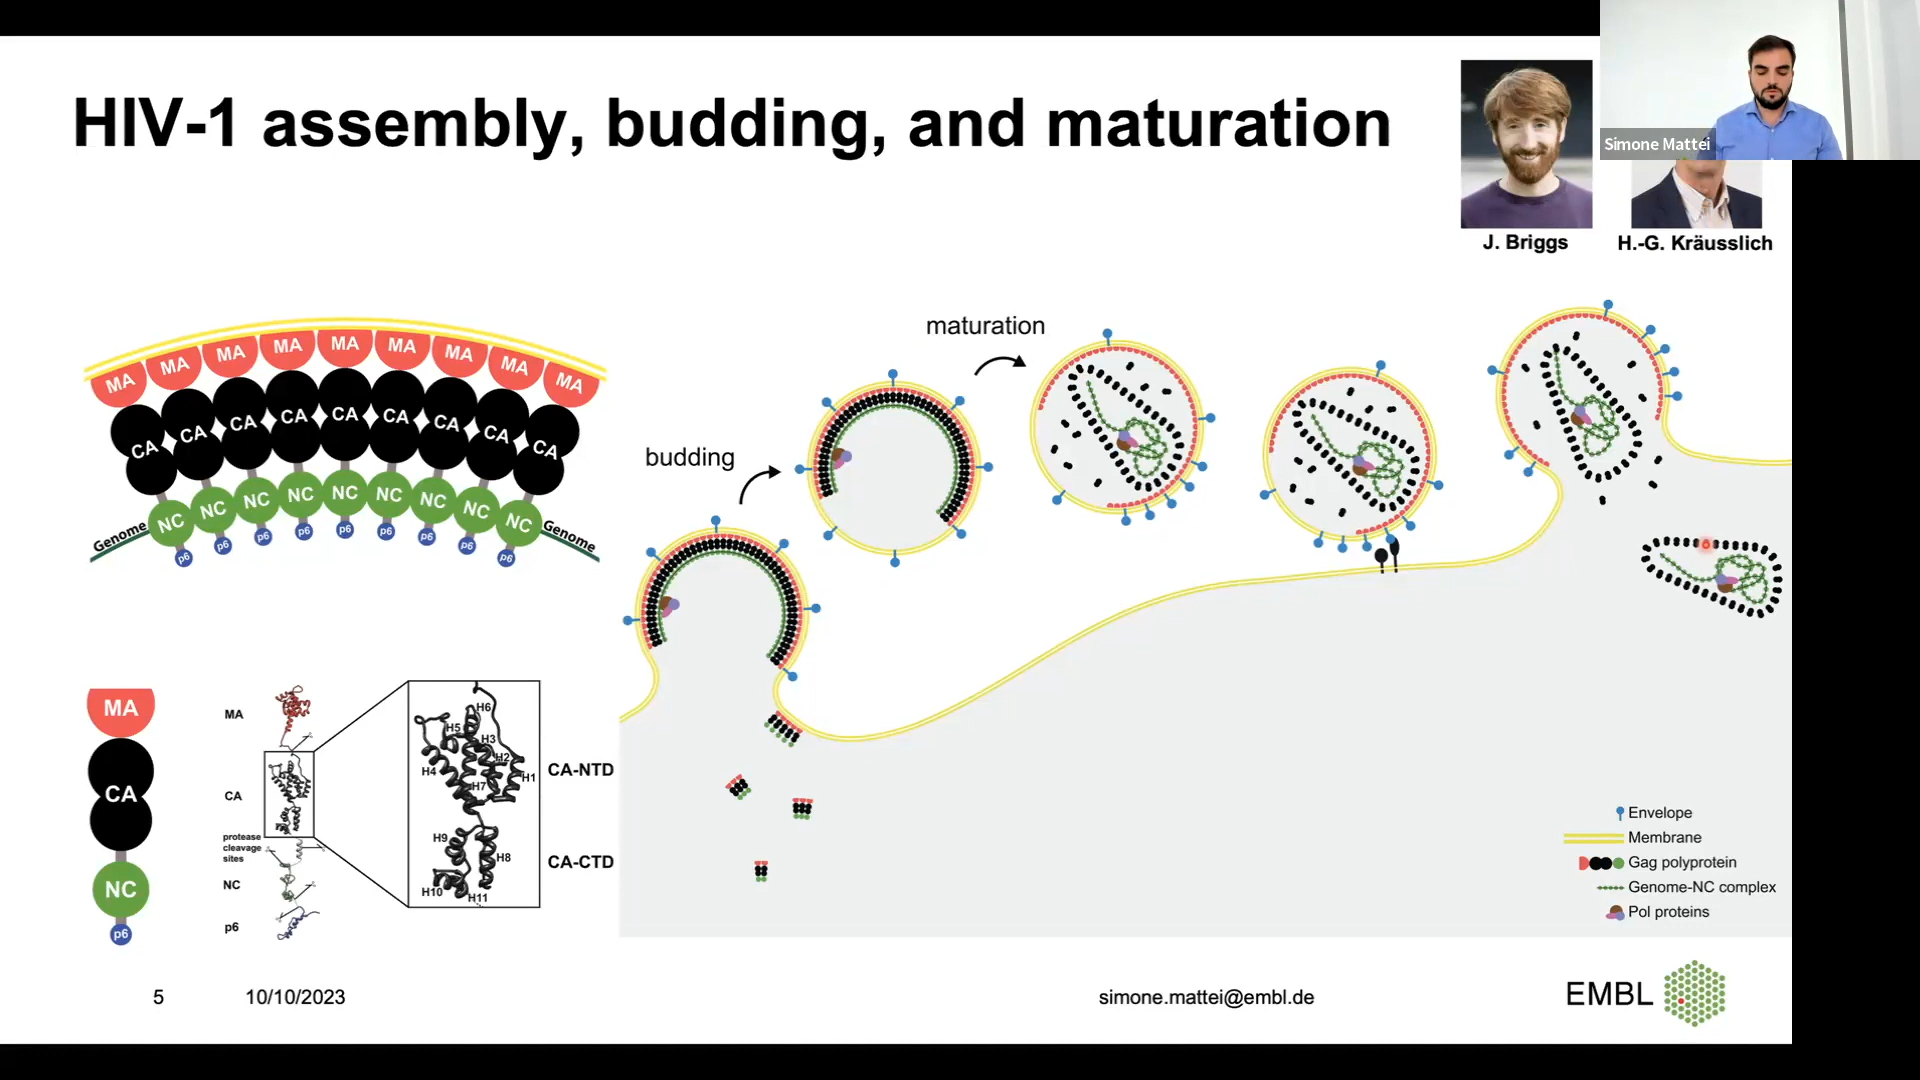 HIV-1 assembly, budding, and maturation
Simone Mattei
J. Briggs
H.-G. Kräusslich
MA MA MA MA MA MA MA MA MA
CA CA CA CA CA CA CA CA CA
NC NC NC NC NC NC NC NC NC
Genome
Genome
p6 p6 p6 p6 p6 p6 p6 p6 p6
budding
maturation
MA
CA
NC
p6
MA
CA
protease
cleavage
sites
NC
p6
H6
H5
H3
H2
H4
H1
H7
H9
H8
H10
H11
CA-NTD
CA-CTD
Envelope
Membrane
Gag polyprotein
Genome-NC complex
Pol proteins
5
10/10/2023
simone.mattei@embl.de
EMBL